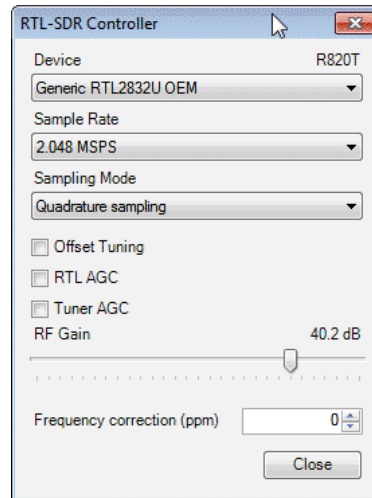 RTL-SDR Controller
Device R820T
Generic RTL2832U OEM
Sample Rate
2.048 MSPS
Sampling Mode
Quadrature sampling
Offset Tuning
RTL AGC
Tuner AGC
RF Gain 40.2 dB
Frequency correction (ppm) 0
Close